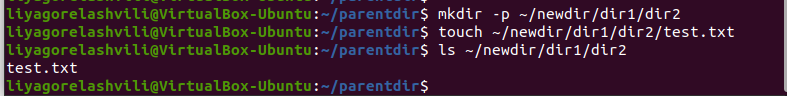 liyagorelashvili@VirtualBox-Ubuntu:~/parentdir$ mkdir -p ~/newdir/dir1/dir2
liyagorelashvili@VirtualBox-Ubuntu:~/parentdir$ touch ~/newdir/dir1/dir2/test.txt
liyagorelashvili@VirtualBox-Ubuntu:~/parentdir$ ls ~/newdir/dir1/dir2
test.txt
liyagorelashvili@VirtualBox-Ubuntu:~/parentdir$